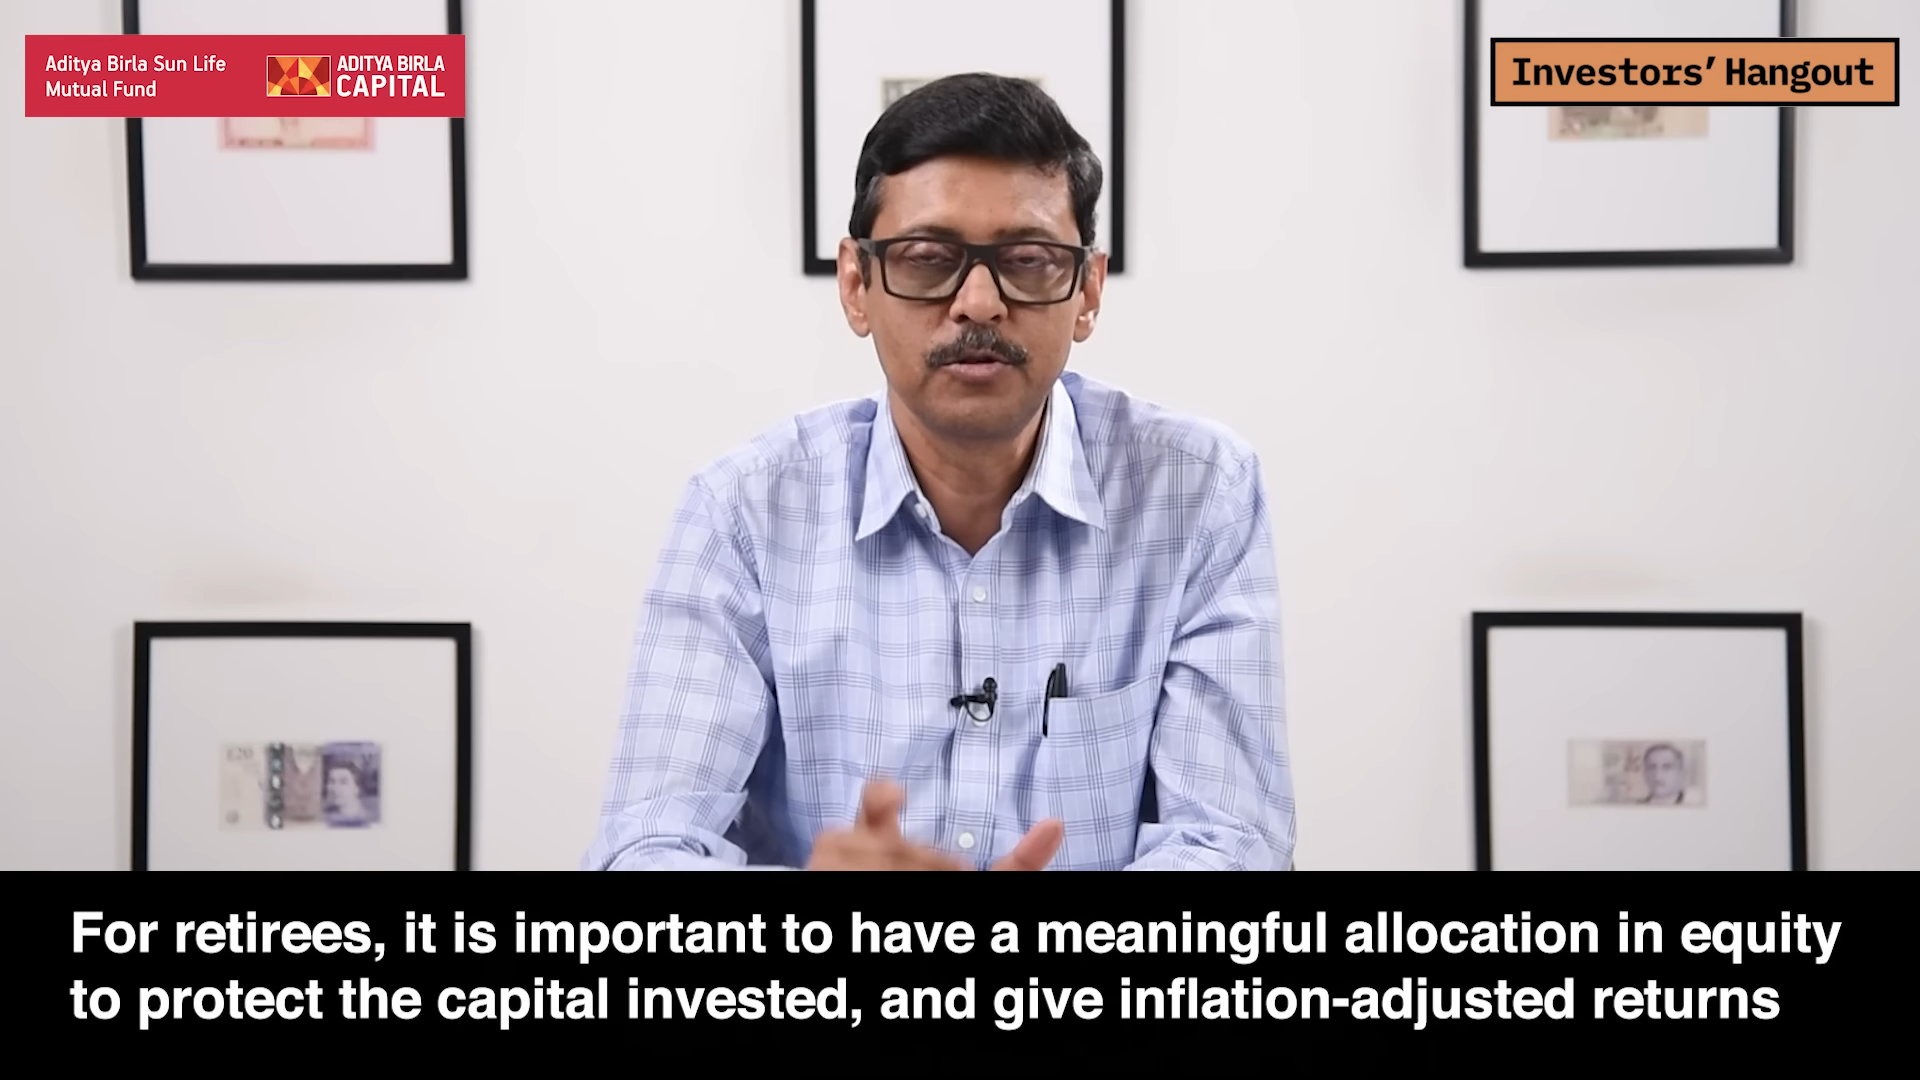 Aditya Birla Sun Life
Mutual Fund
ADITYA BIRLA
CAPITAL
Investors’ Hangout
£20
For retirees, it is important to have a meaningful allocation in equity
to protect the capital invested, and give inflation-adjusted returns